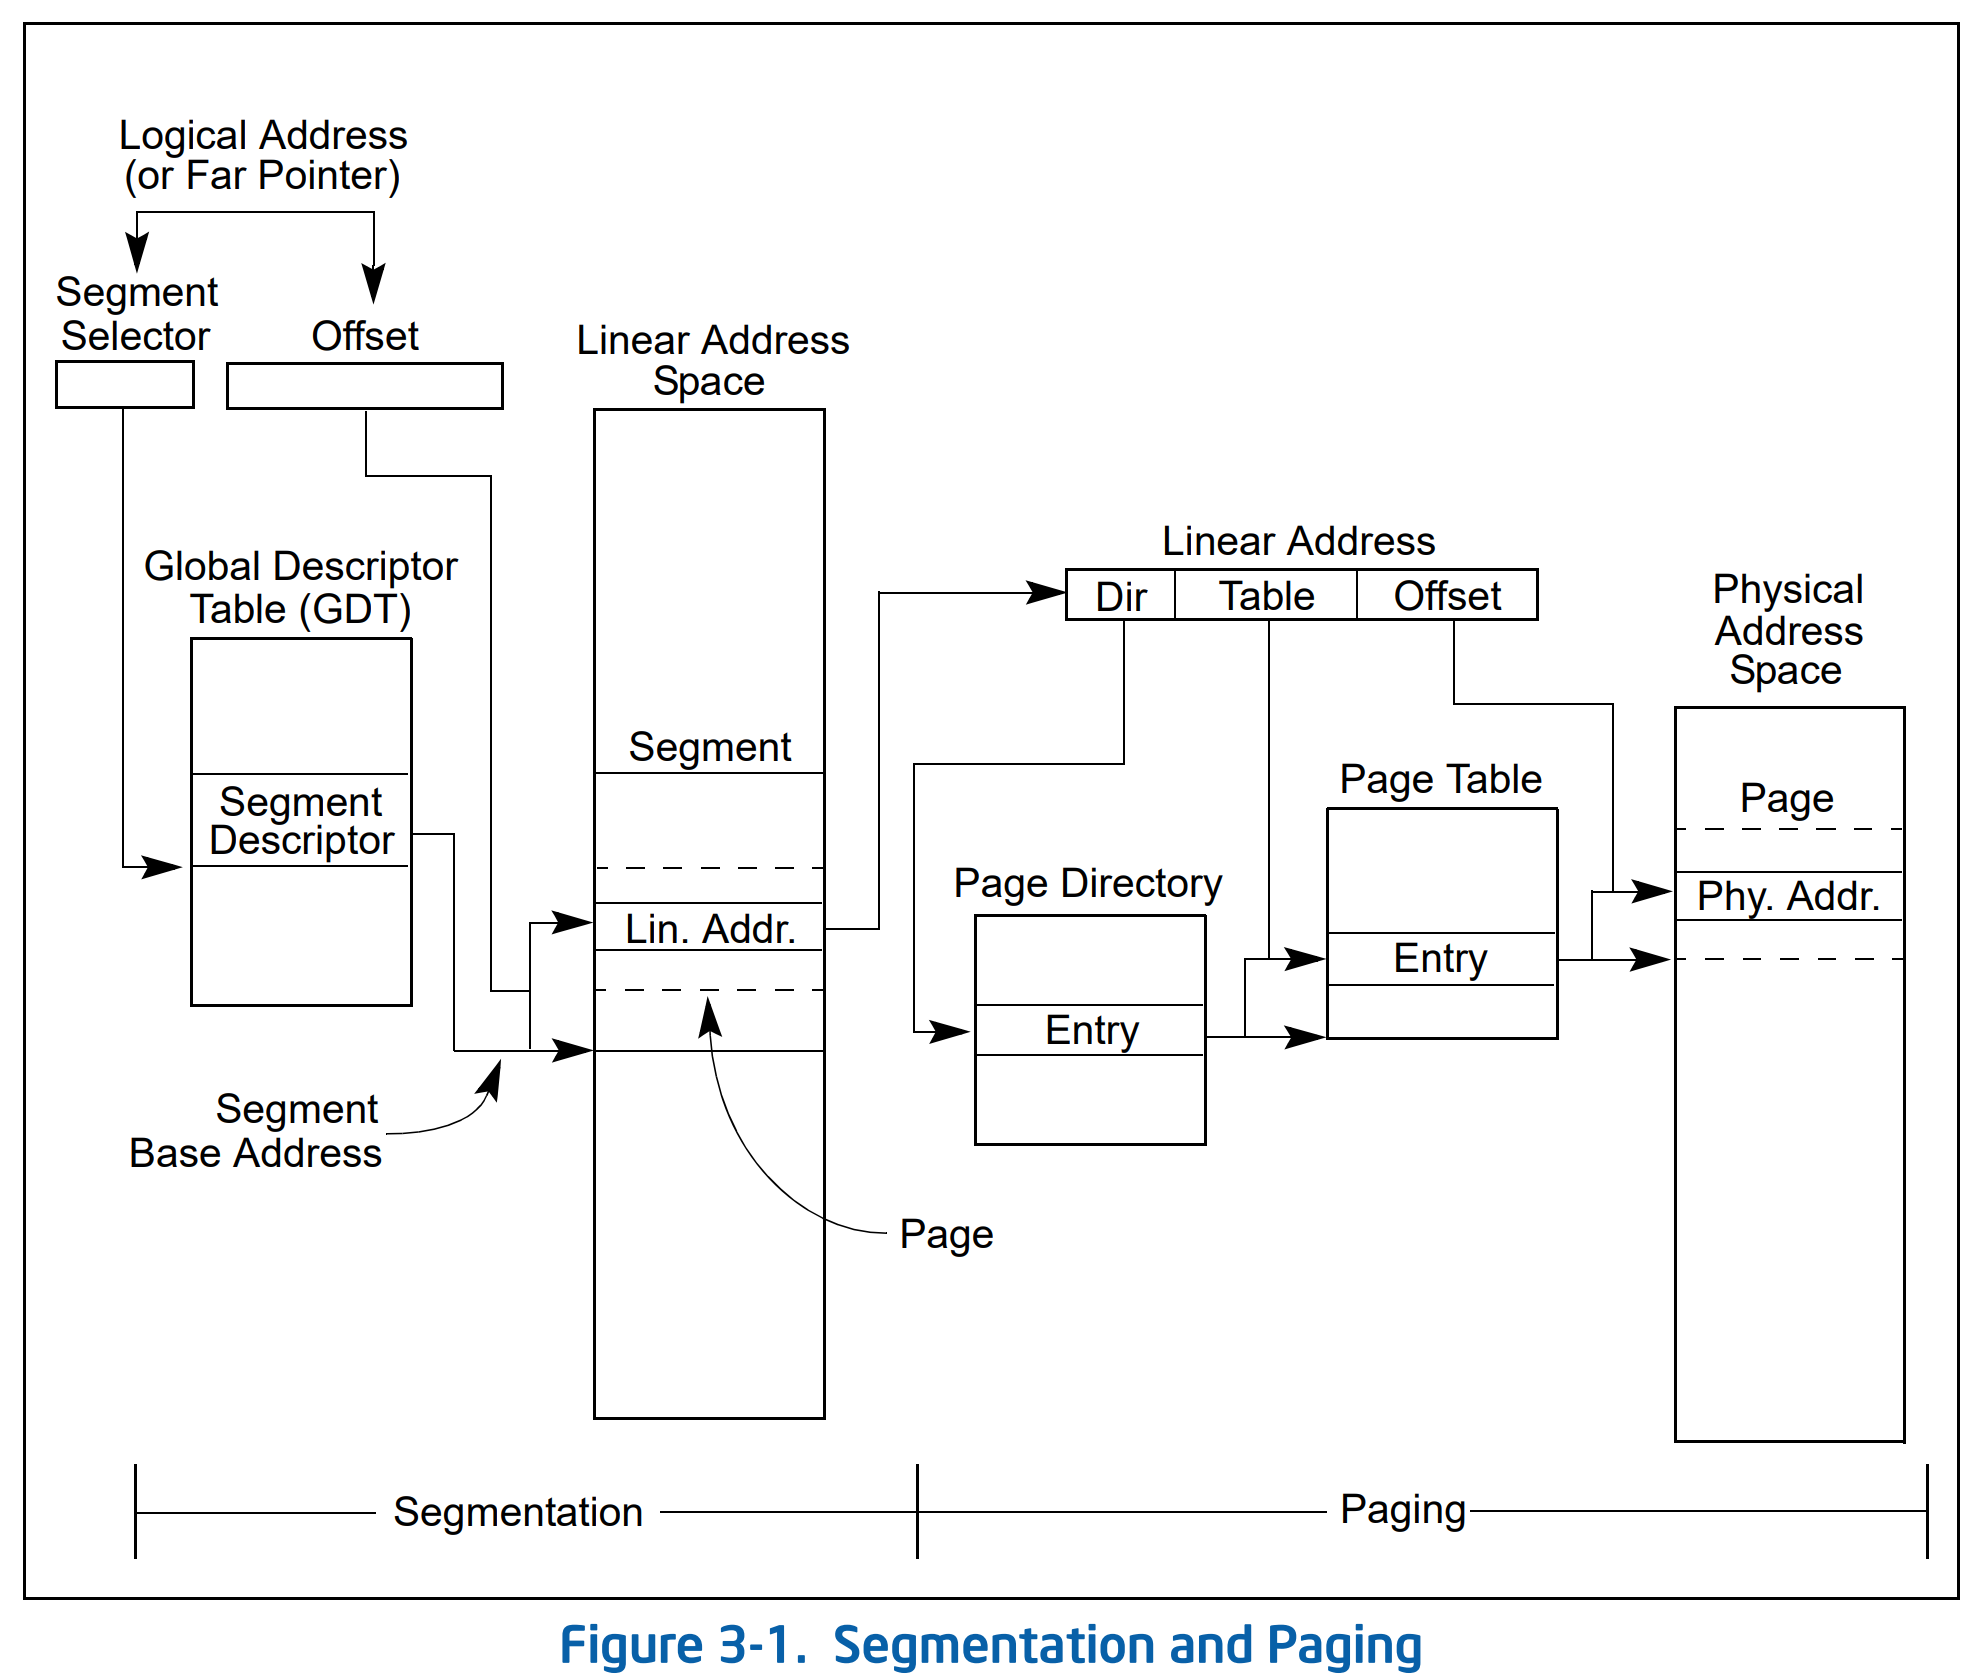 Logical Address
(or Far Pointer)
Segment
Selector
Offset
Linear Address
Space
Global Descriptor
Table (GDT)
Segment
Descriptor
Segment
Lin. Addr.
Segment
Base Address
Page
Linear Address
Dir
Table
Offset
Page Directory
Entry
Page Table
Entry
Physical
Address
Space
Page
Phy. Addr.
Segmentation
Paging
Figure 3-1. Segmentation and Paging